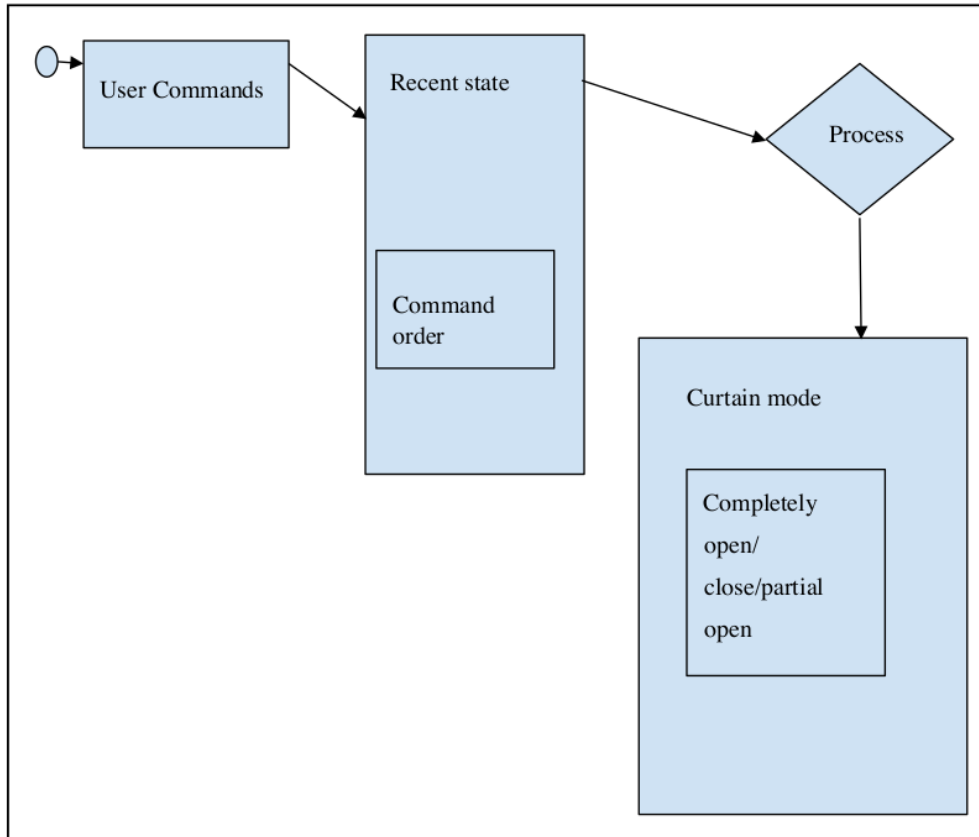 User Commands
Recent state
Process
Command
order
Curtain mode
Completely
open/
close/partial
open